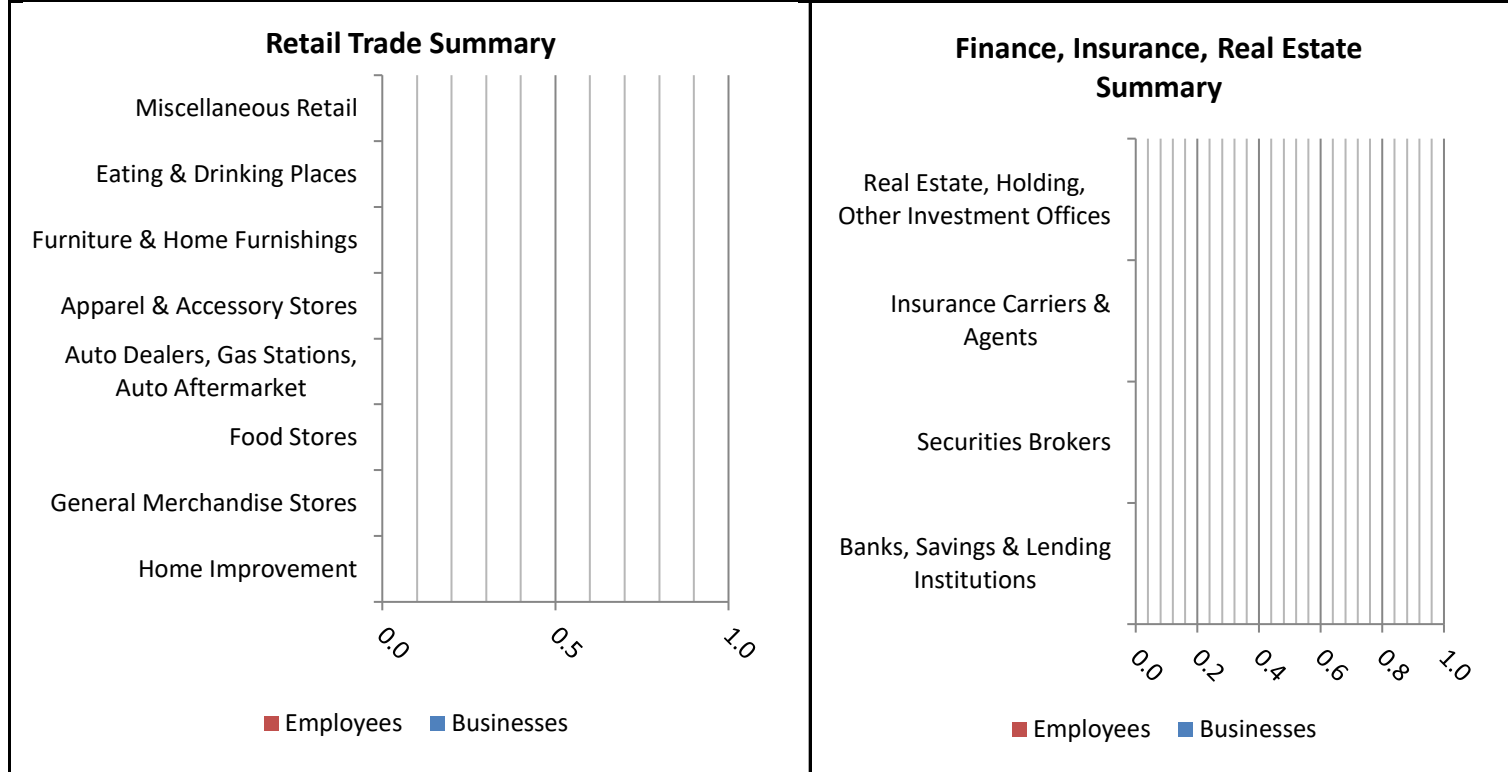 Retail Trade Summary
Miscellaneous Retail
Eating & Drinking Places
Furniture & Home Furnishings
Apparel & Accessory Stores
Auto Dealers, Gas Stations,
Auto Aftermarket
Food Stores
General Merchandise Stores
Home Improvement
0.0 0.5 1.0
Employees Businesses
Finance, Insurance, Real Estate
Summary
Real Estate, Holding,
Other Investment Offices
Insurance Carriers &
Agents
Securities Brokers
Banks, Savings & Lending
Institutions
0.0 0.2 0.4 0.6 0.8 1.0
Employees Businesses